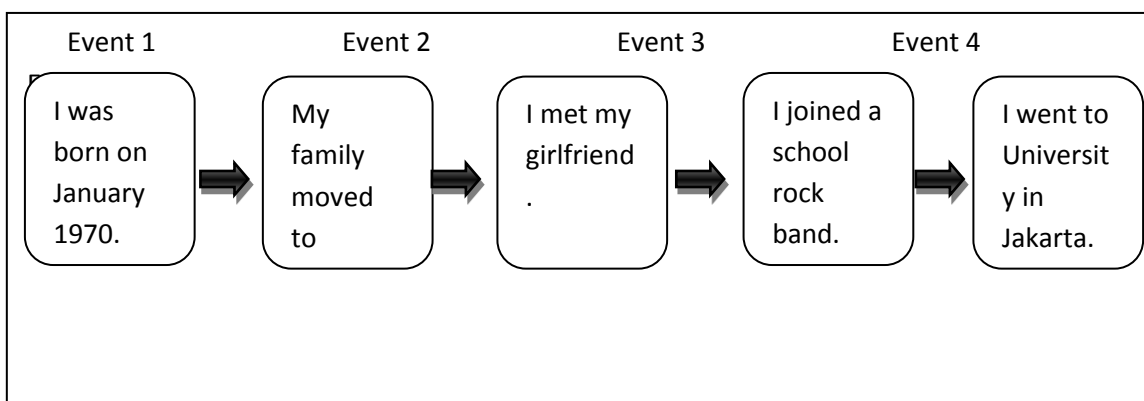 Event 1 Event 2 Event 3 Event 4
I was
born on
January
1970.
My
family
moved
to
I met my
girlfriend
.
I joined a
school
rock
band.
I went to
Universit
y in
Jakarta.